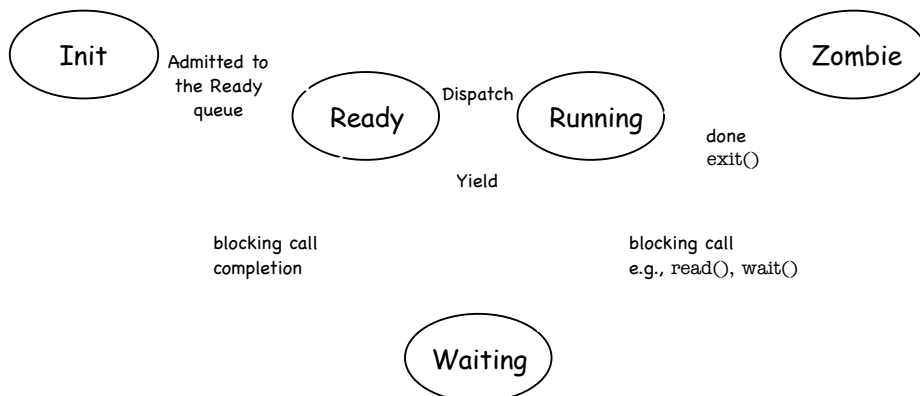 Init
Zombie
Admitted to
the Ready
queue
Ready
Dispatch
Running
done
exit()
Yield
blocking call
completion
blocking call
e.g., read(), wait()
Waiting